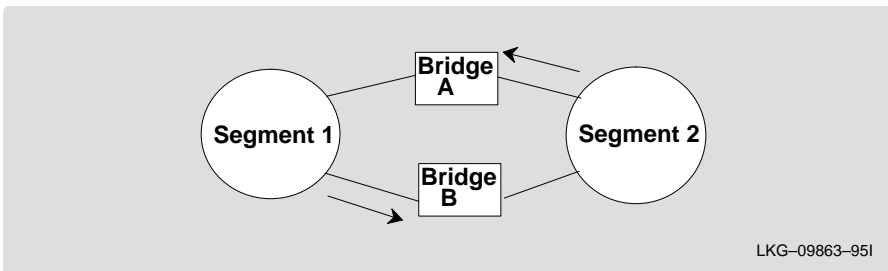 Bridge
A
Segment 1
Segment 2
Bridge
B
LKG–09863–95I